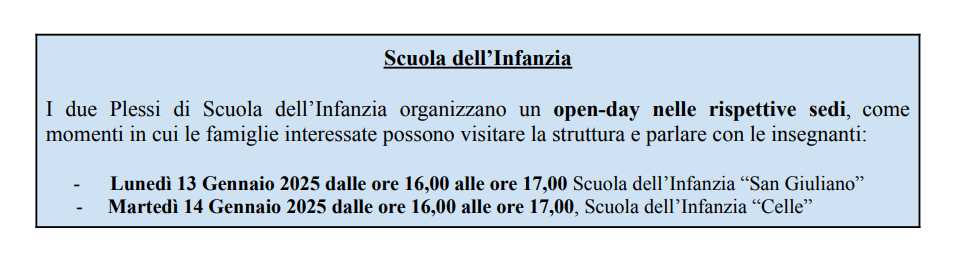 Scuola dell’Infanzia
I due Plessi di Scuola dell’Infanzia organizzano un open-day nelle rispettive sedi, come
momenti in cui le famiglie interessate possono visitare la struttura e parlare con le insegnanti:
- Lunedì 13 Gennaio 2025 dalle ore 16,00 alle ore 17,00 Scuola dell’Infanzia “San Giuliano”
- Martedì 14 Gennaio 2025 dalle ore 16,00 alle ore 17,00, Scuola dell’Infanzia “Celle”